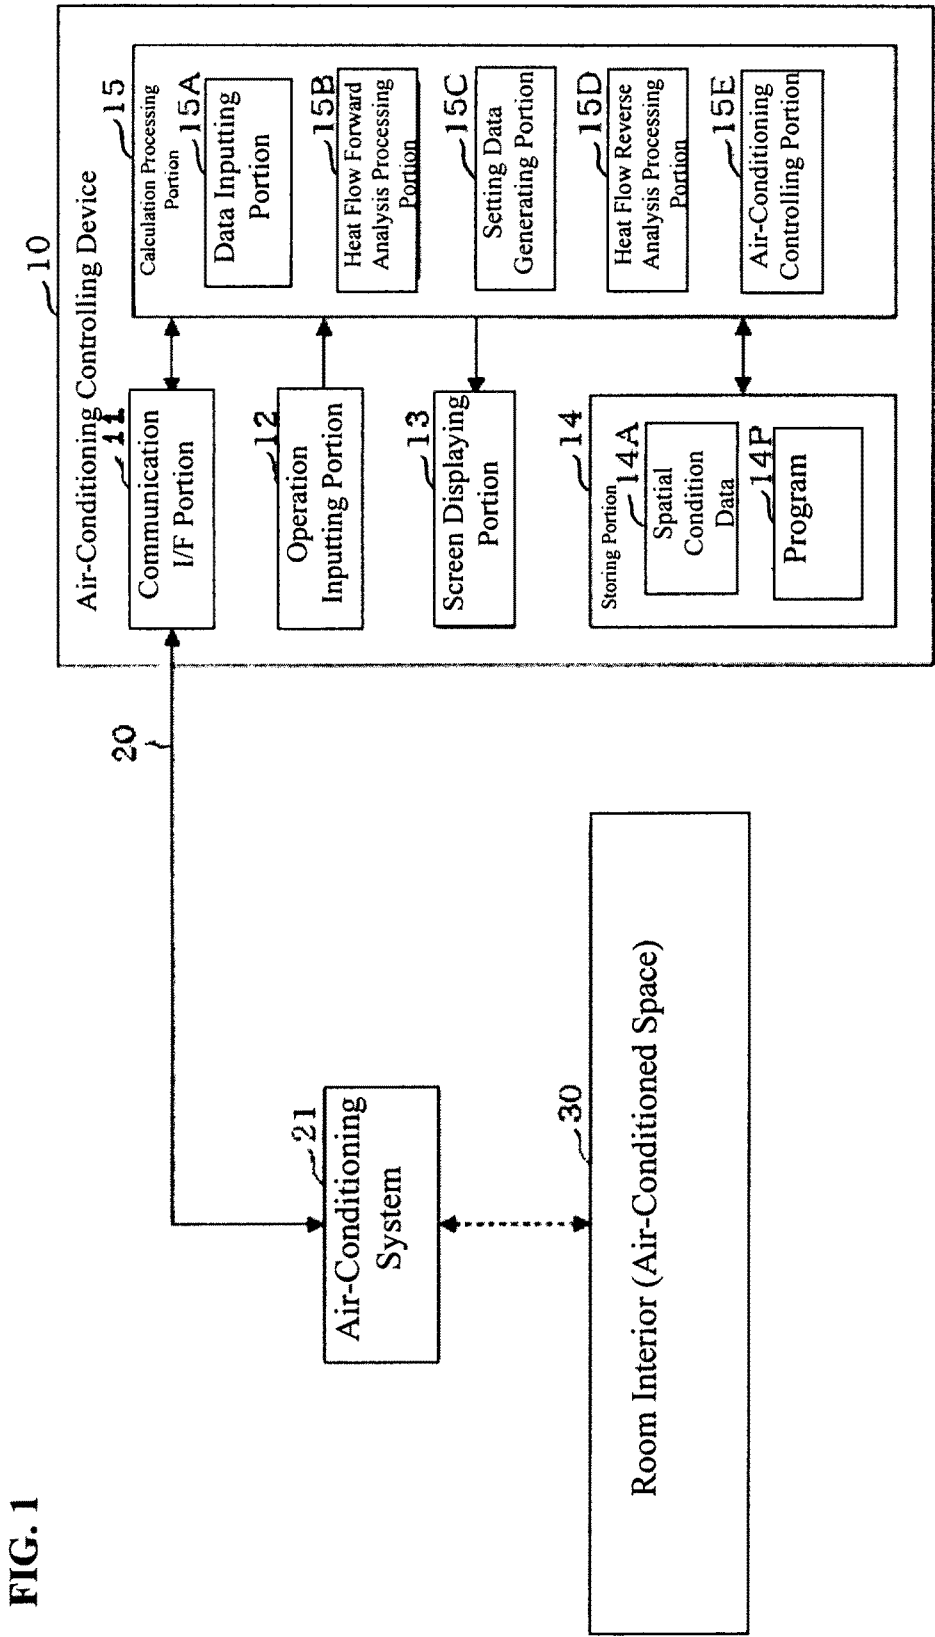 FIG. 1
10
Air-Conditioning Controlling Device
11
Communication
I/F Portion
12
Operation
Inputting Portion
13
Screen Displaying
Portion
14
Storing Portion
14A
Spatial
Condition
Data
14P
Program
15
Calculation Processing
Portion
15A
Data Inputting
Portion
15B
Heat Flow Forward
Analysis Processing
Portion
15C
Setting Data
Generating Portion
15D
Heat Flow Reverse
Analysis Processing
Portion
15E
Air-Conditioning
Controlling Portion
20
21
Air-Conditioning
System
30
Room Interior (Air-Conditioned Space)